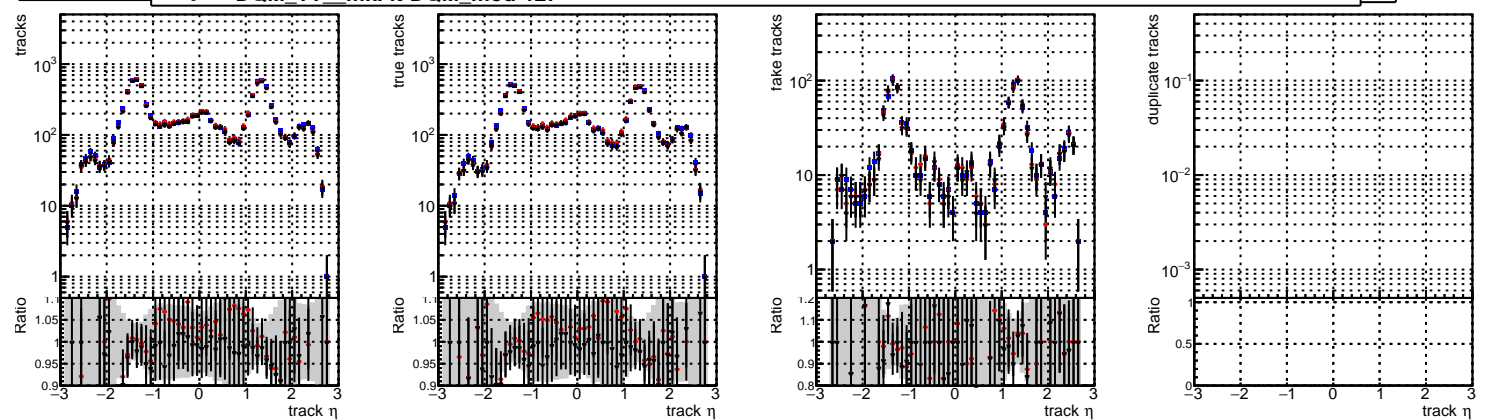 tracks
10³
10²
10
1
Ratio
1.1
1.05
1
0.95
0.9
−3 −2 −1 0 1 2 3
track η
true tracks
10³
10²
10
1
Ratio
1.1
1.05
1
0.95
0.9
−3 −2 −1 0 1 2 3
track η
fake tracks
10²
10
1
Ratio
1.2
1.1
1
0.9
0.8
−3 −2 −1 0 1 2 3
track η
duplicate tracks
10⁻¹
10⁻²
10⁻³
Ratio
1
0.5
0
−3 −2 −1 0 1 2 3
track η